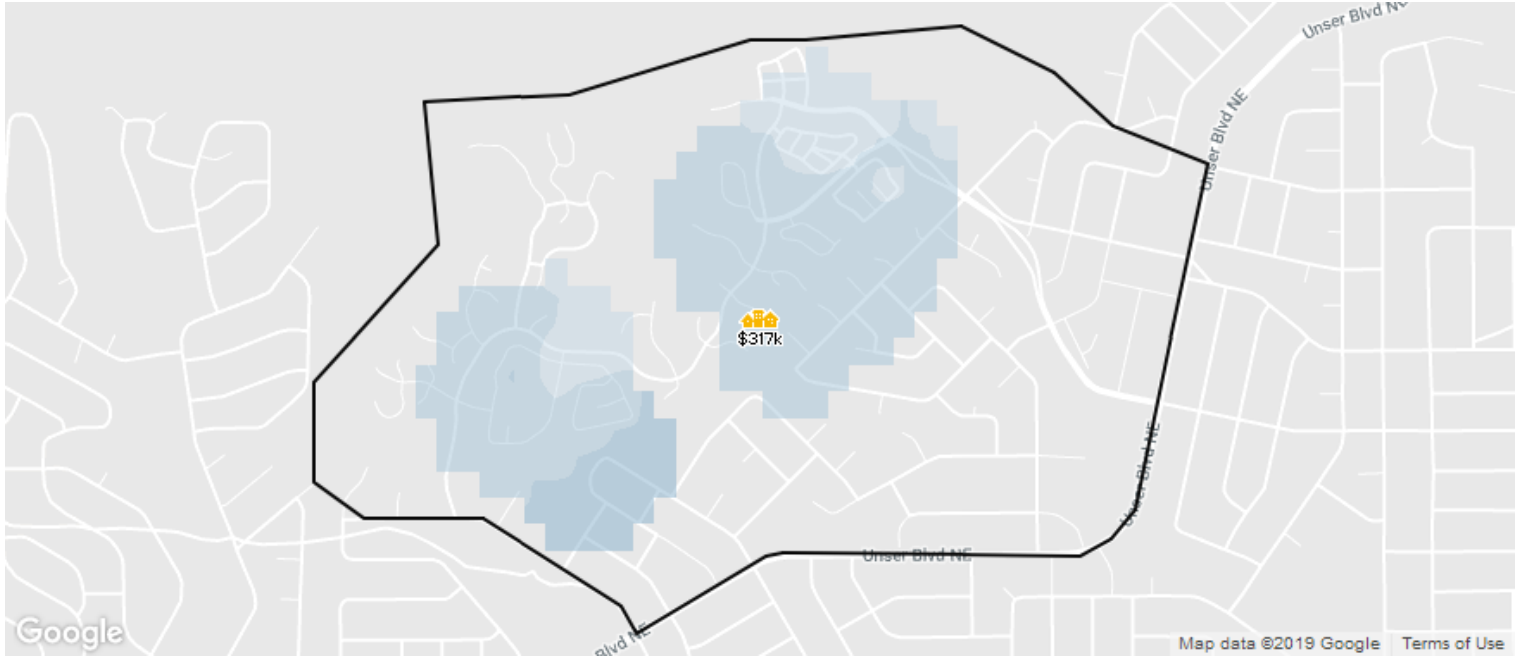 Unser Blvd NE
Unser Blvd NE
$317k
Unser Blvd NE
Unser Blvd NE
Blvd NE
Google
Map data ©2019 Google
Terms of Use